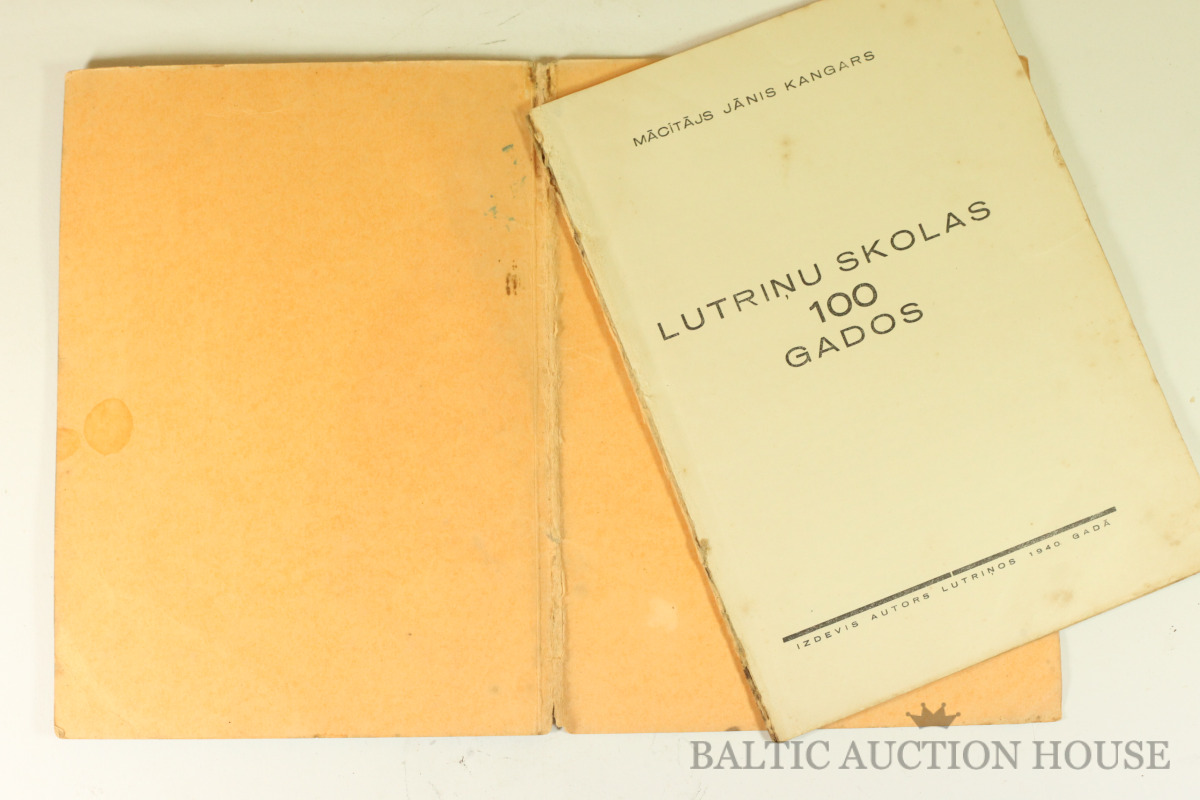 MĀCĪTĀJS JĀNIS KANGARS
LUTRIŅU SKOLAS
100
GADOS
IZDEVIS AUTORS LUTRIŅOS 1940 GADĀ
BALTIC AUCTION HOUSE